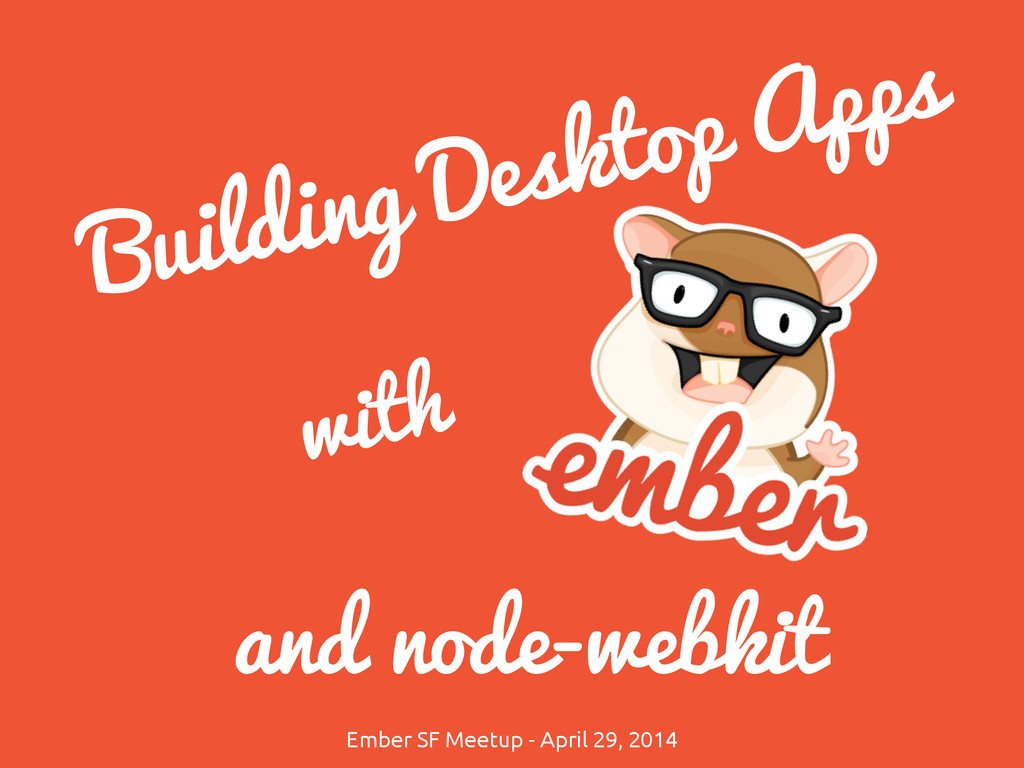 Building Desktop Apps
with
ember
and node-webkit
Ember SF Meetup - April 29, 2014